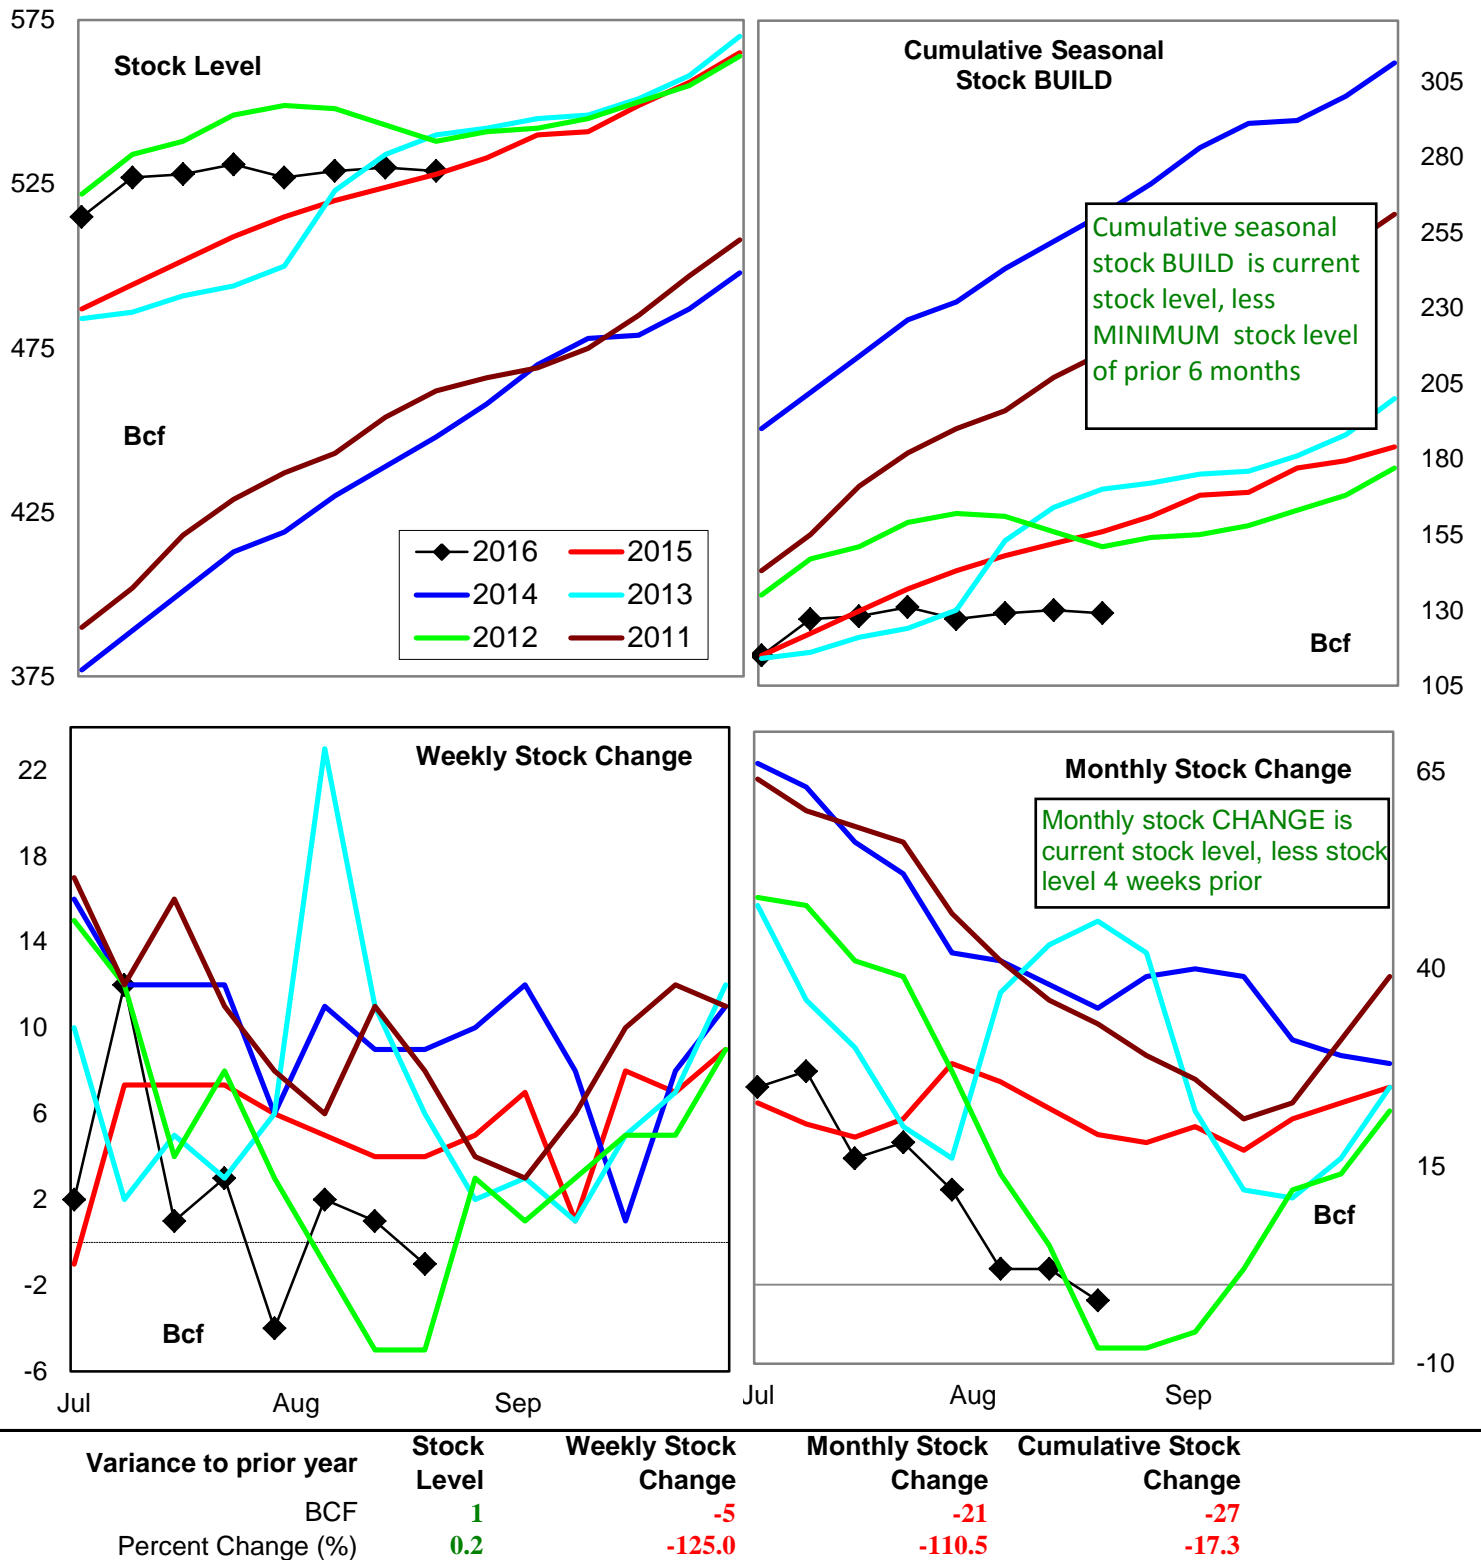 575
525
475
425
375
Stock Level
Bcf
2016
2015
2014
2013
2012
2011
Cumulative Seasonal
Stock BUILD
Cumulative seasonal
stock BUILD is current
stock level, less
MINIMUM stock level
of prior 6 months
Bcf
305
280
255
230
205
180
155
130
105
22
18
14
10
6
2
-2
-6
Weekly Stock Change
Bcf
Jul
Aug
Sep
Monthly Stock Change
Monthly stock CHANGE is
current stock level, less stock
level 4 weeks prior
Bcf
65
40
15
-10
Jul
Aug
Sep
Variance to prior year
Stock
Level
Weekly Stock
Change
Monthly Stock
Change
Cumulative Stock
Change
BCF 1 -5 -21 -27
Percent Change (%) 0.2 -125.0 -110.5 -17.3